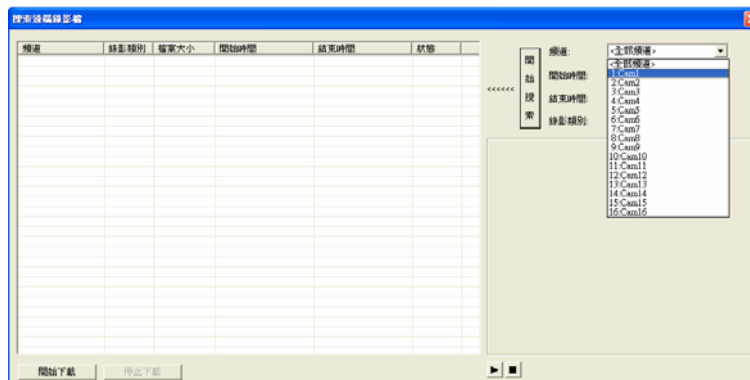 搜索遠端錄影檔
頻道 錄影類別 檔案大小 開始時間 結束時間 狀態
<<<<<<
開始搜索
頻道: <全部頻道>
開始時間:
結束時間:
錄影類別:
<全部頻道>
1:Cam1
2:Cam2
3:Cam3
4:Cam4
5:Cam5
6:Cam6
7:Cam7
8:Cam8
9:Cam9
10:Cam10
11:Cam11
12:Cam12
13:Cam13
14:Cam14
15:Cam15
16:Cam16
開始下載 停止下載